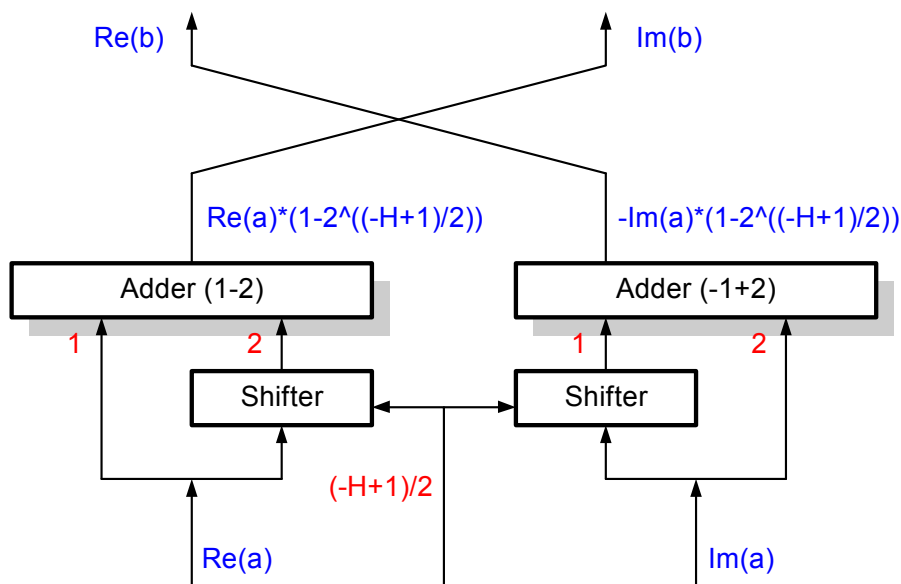 Re(b)
Im(b)
Re(a)*(1-2^((-H+1)/2))
-Im(a)*(1-2^((-H+1)/2))
Adder (1-2)
Adder (-1+2)
1
2
1
2
Shifter
Shifter
(-H+1)/2
Re(a)
Im(a)